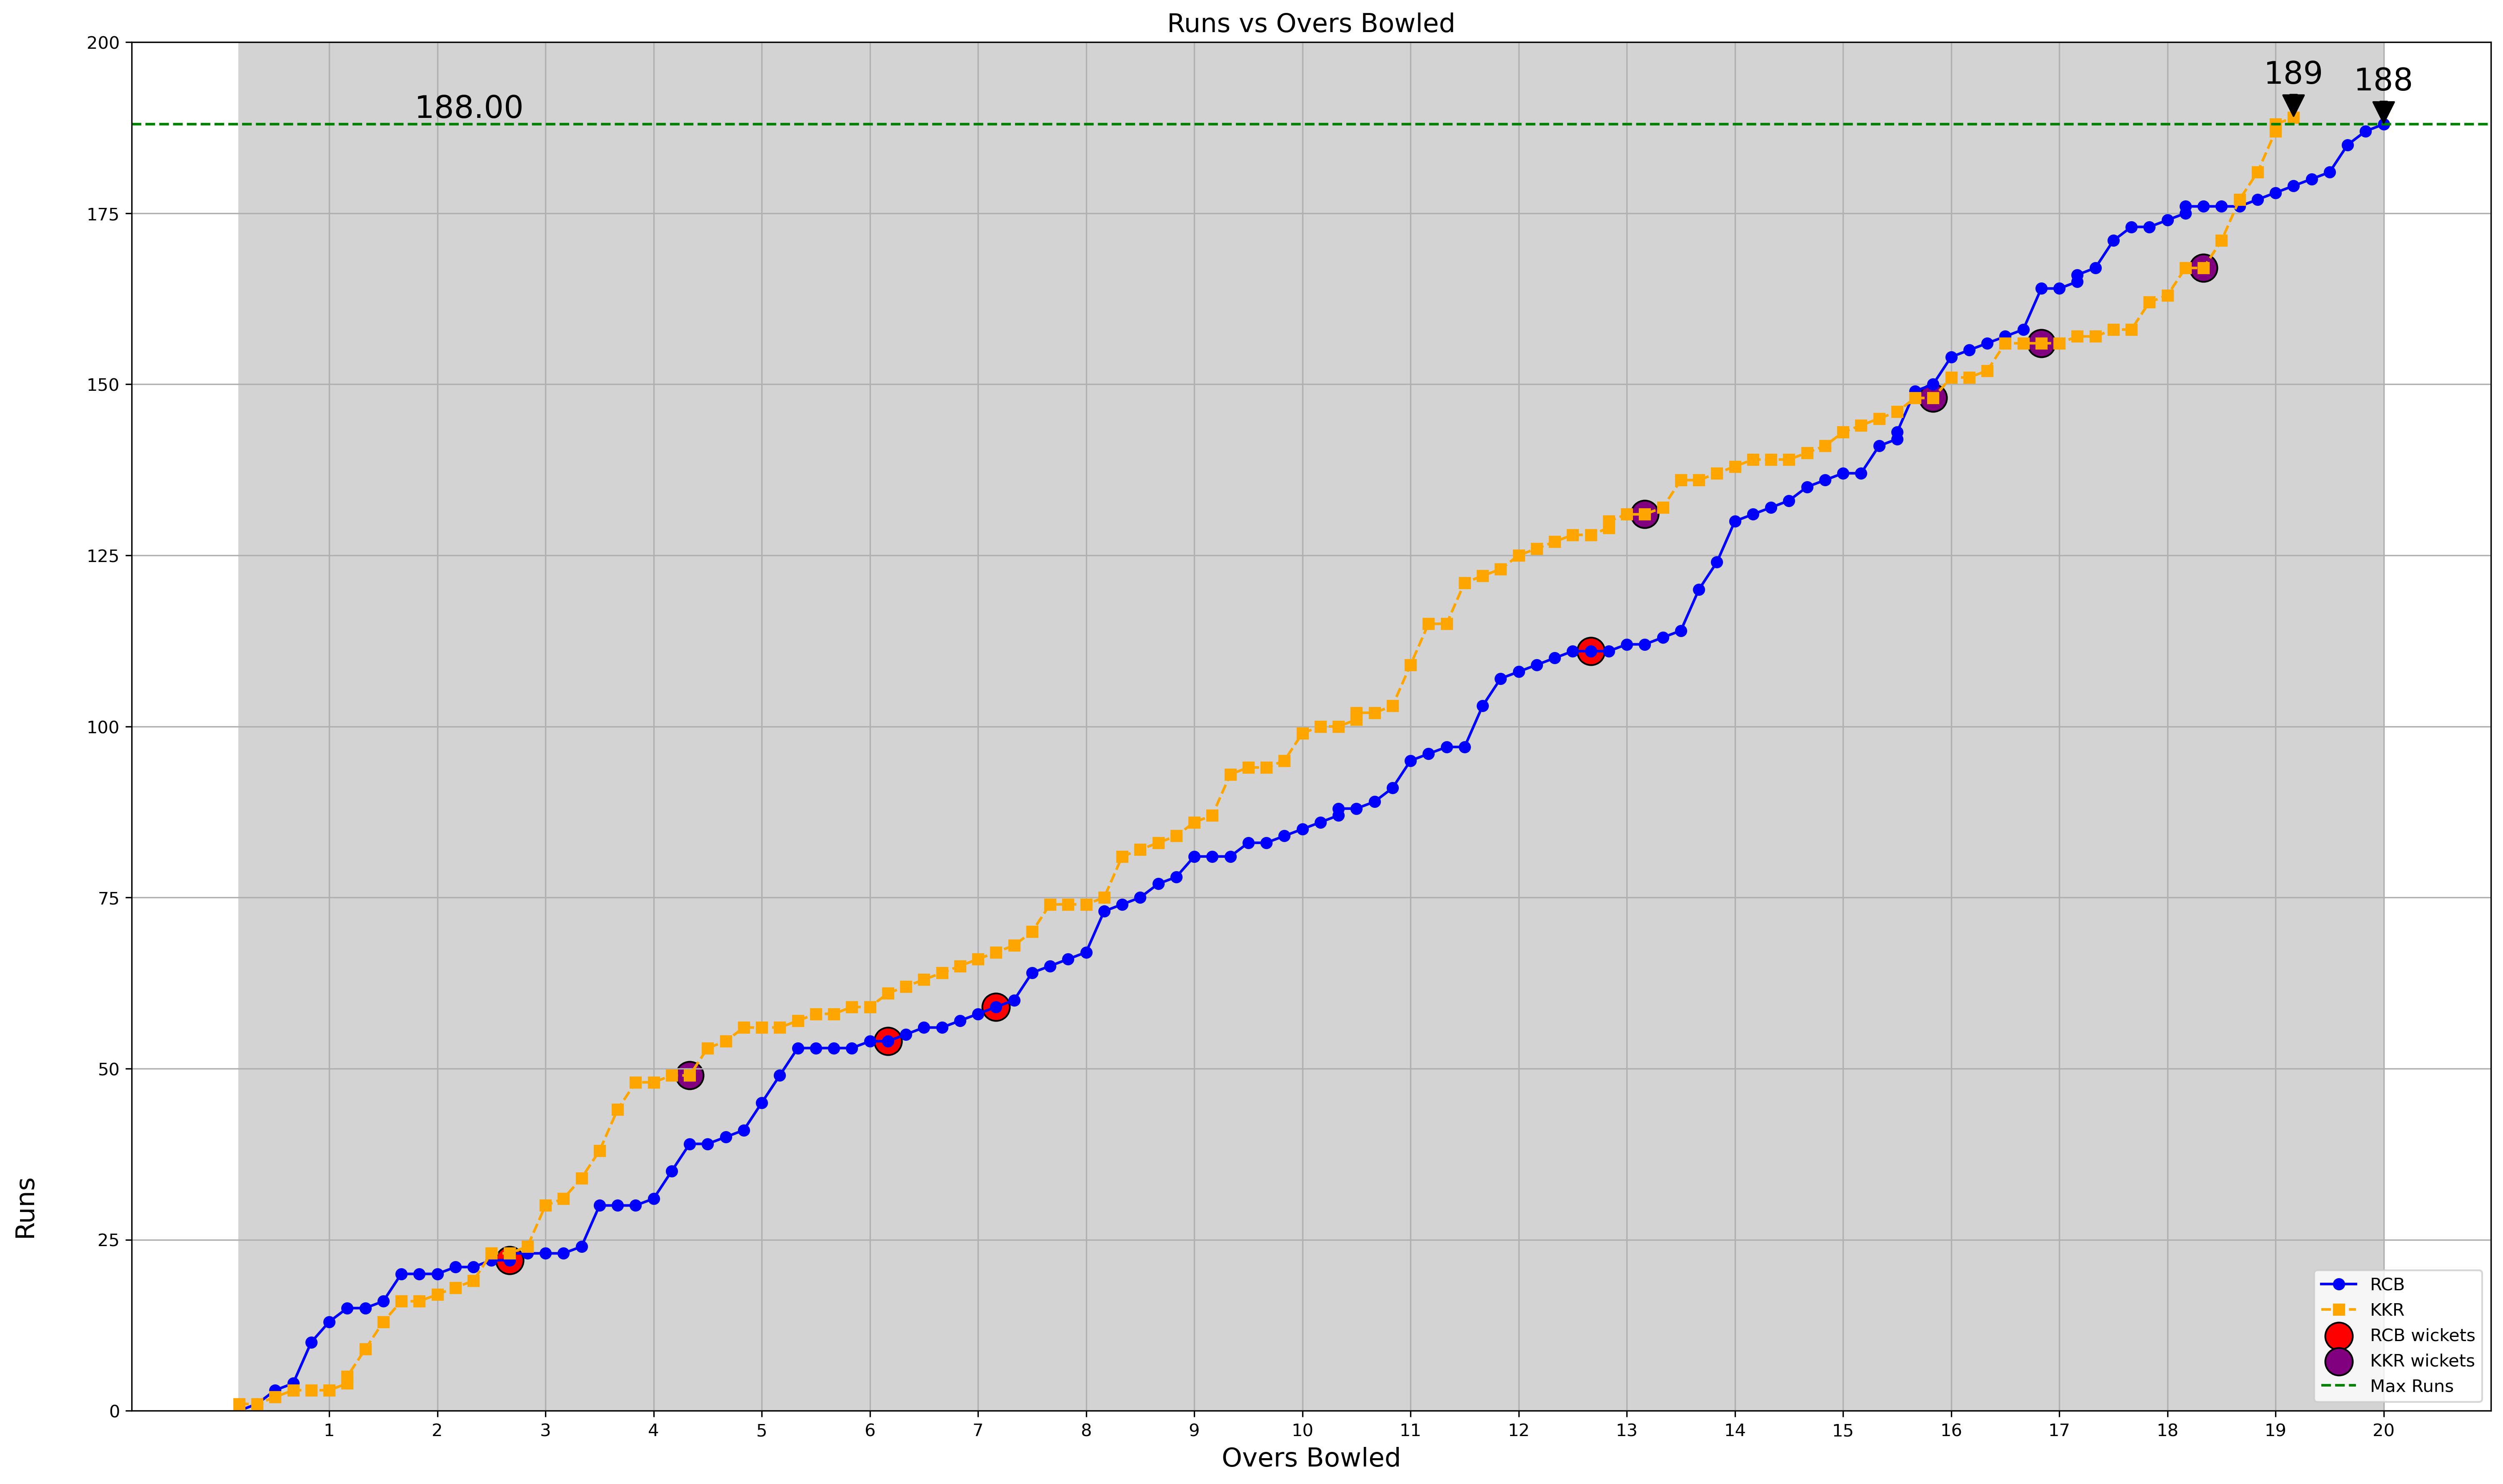 Runs vs Overs Bowled
200
175
150
125
100
75
50
25
0
Runs
188.00
189
188
RCB
KKR
RCB wickets
KKR wickets
Max Runs
1 2 3 4 5 6 7 8 9 10 11 12 13 14 15 16 17 18 19 20
Overs Bowled